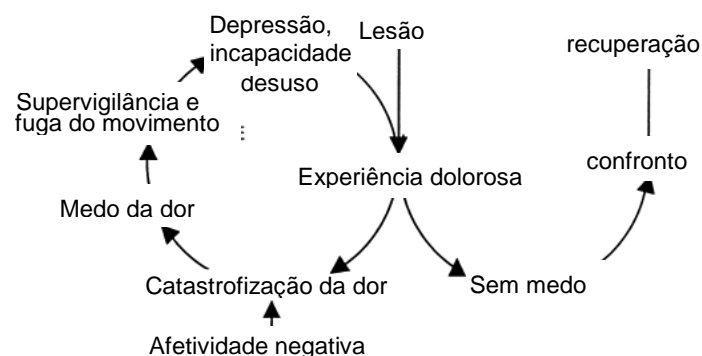 Depressão,
incapacidade
desuso
Lesão
recuperação
Supervigilância e
fuga do movimento
Experiência dolorosa
confronto
Medo da dor
Catastrofização da dor
Sem medo
Afetividade negativa